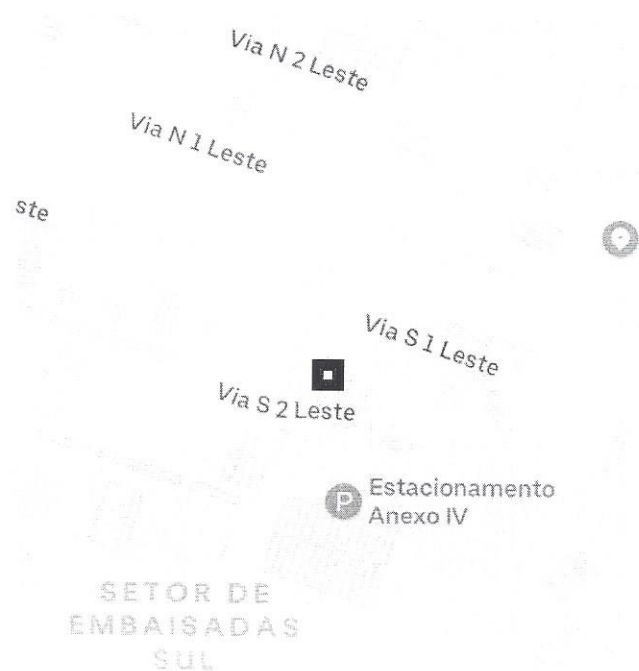 Via N 2 Leste
Via N 1 Leste
ste
Via S 1 Leste
Via S 2 Leste
P
Estacionamento
Anexo IV
SETOR DE
EMBAISADAS
SUL